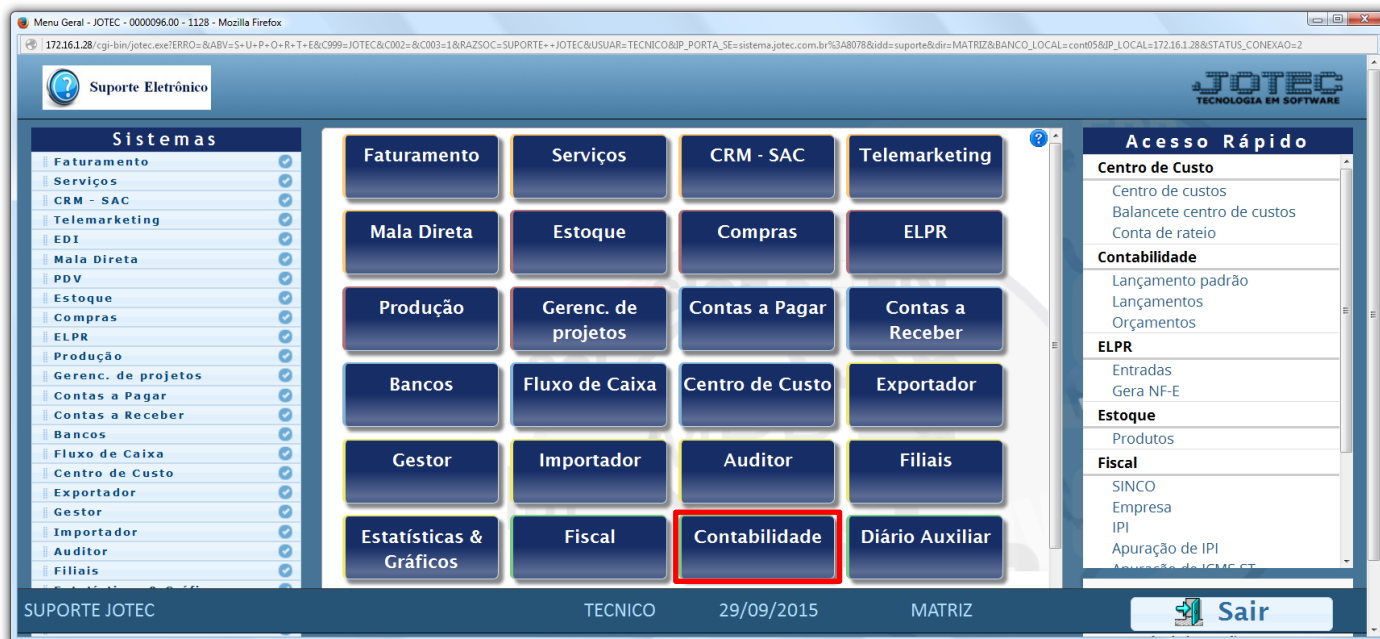 Menu Geral - JOTEC - 0000096.00 - 1128 - Mozilla Firefox
172.16.1.28/cgi-bin/jotec.exe?ERRO=&ABV=S+U+P+O+R+T+E&C999=JOTEC&C002=&C003=1&RAZSOC=SUPORTE++JOTEC&USUAR=TECNICO&IP_PORTA_SE=sistema.jotec.com.br%3A8078&idd=suporte&dir=MATRIZ&BANCO_LOCAL=cont05&IP_LOCAL=172.16.1.28&STATUS_CONEXAO=2
Suporte Eletrônico
JOTEC
TECNOLOGIA EM SOFTWARE
Sistemas
Faturamento
Serviços
CRM - SAC
Telemarketing
EDI
Mala Direta
PDV
Estoque
Compras
ELPR
Produção
Gerenc. de projetos
Contas a Pagar
Contas a Receber
Bancos
Fluxo de Caixa
Centro de Custo
Exportador
Gestor
Importador
Auditor
Filiais
Faturamento
Serviços
CRM - SAC
Telemarketing
Mala Direta
Estoque
Compras
ELPR
Produção
Gerenc. de
projetos
Contas a Pagar
Contas a
Receber
Bancos
Fluxo de Caixa
Centro de Custo
Exportador
Gestor
Importador
Auditor
Filiais
Estatísticas &
Gráficos
Fiscal
Contabilidade
Diário Auxiliar
Acesso Rápido
Centro de Custo
Centro de custos
Balancete centro de custos
Conta de rateio
Contabilidade
Lançamento padrão
Lançamentos
Orçamentos
ELPR
Entradas
Gera NF-E
Estoque
Produtos
Fiscal
SINCO
Empresa
IPI
Apuração de IPI
Apuração de ICMS ST
SUPORTE JOTEC
TECNICO
29/09/2015
MATRIZ
Sair